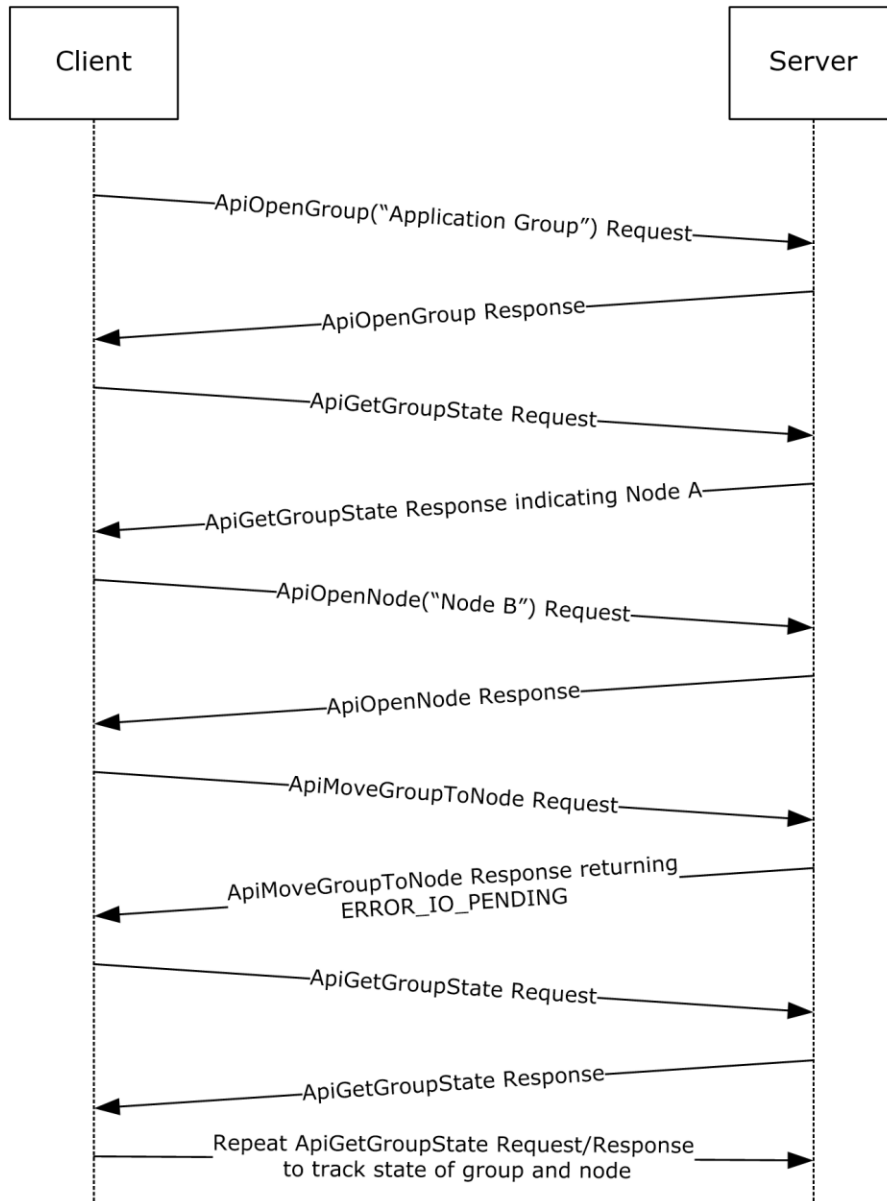 Client
Server
ApiOpenGroup(“Application Group”) Request
ApiOpenGroup Response
ApiGetGroupState Request
ApiGetGroupState Response indicating Node A
ApiOpenNode(“Node B”) Request
ApiOpenNode Response
ApiMoveGroupToNode Request
ApiMoveGroupToNode Response returning
ERROR_IO_PENDING
ApiGetGroupState Request
ApiGetGroupState Response
Repeat ApiGetGroupState Request/Response
to track state of group and node